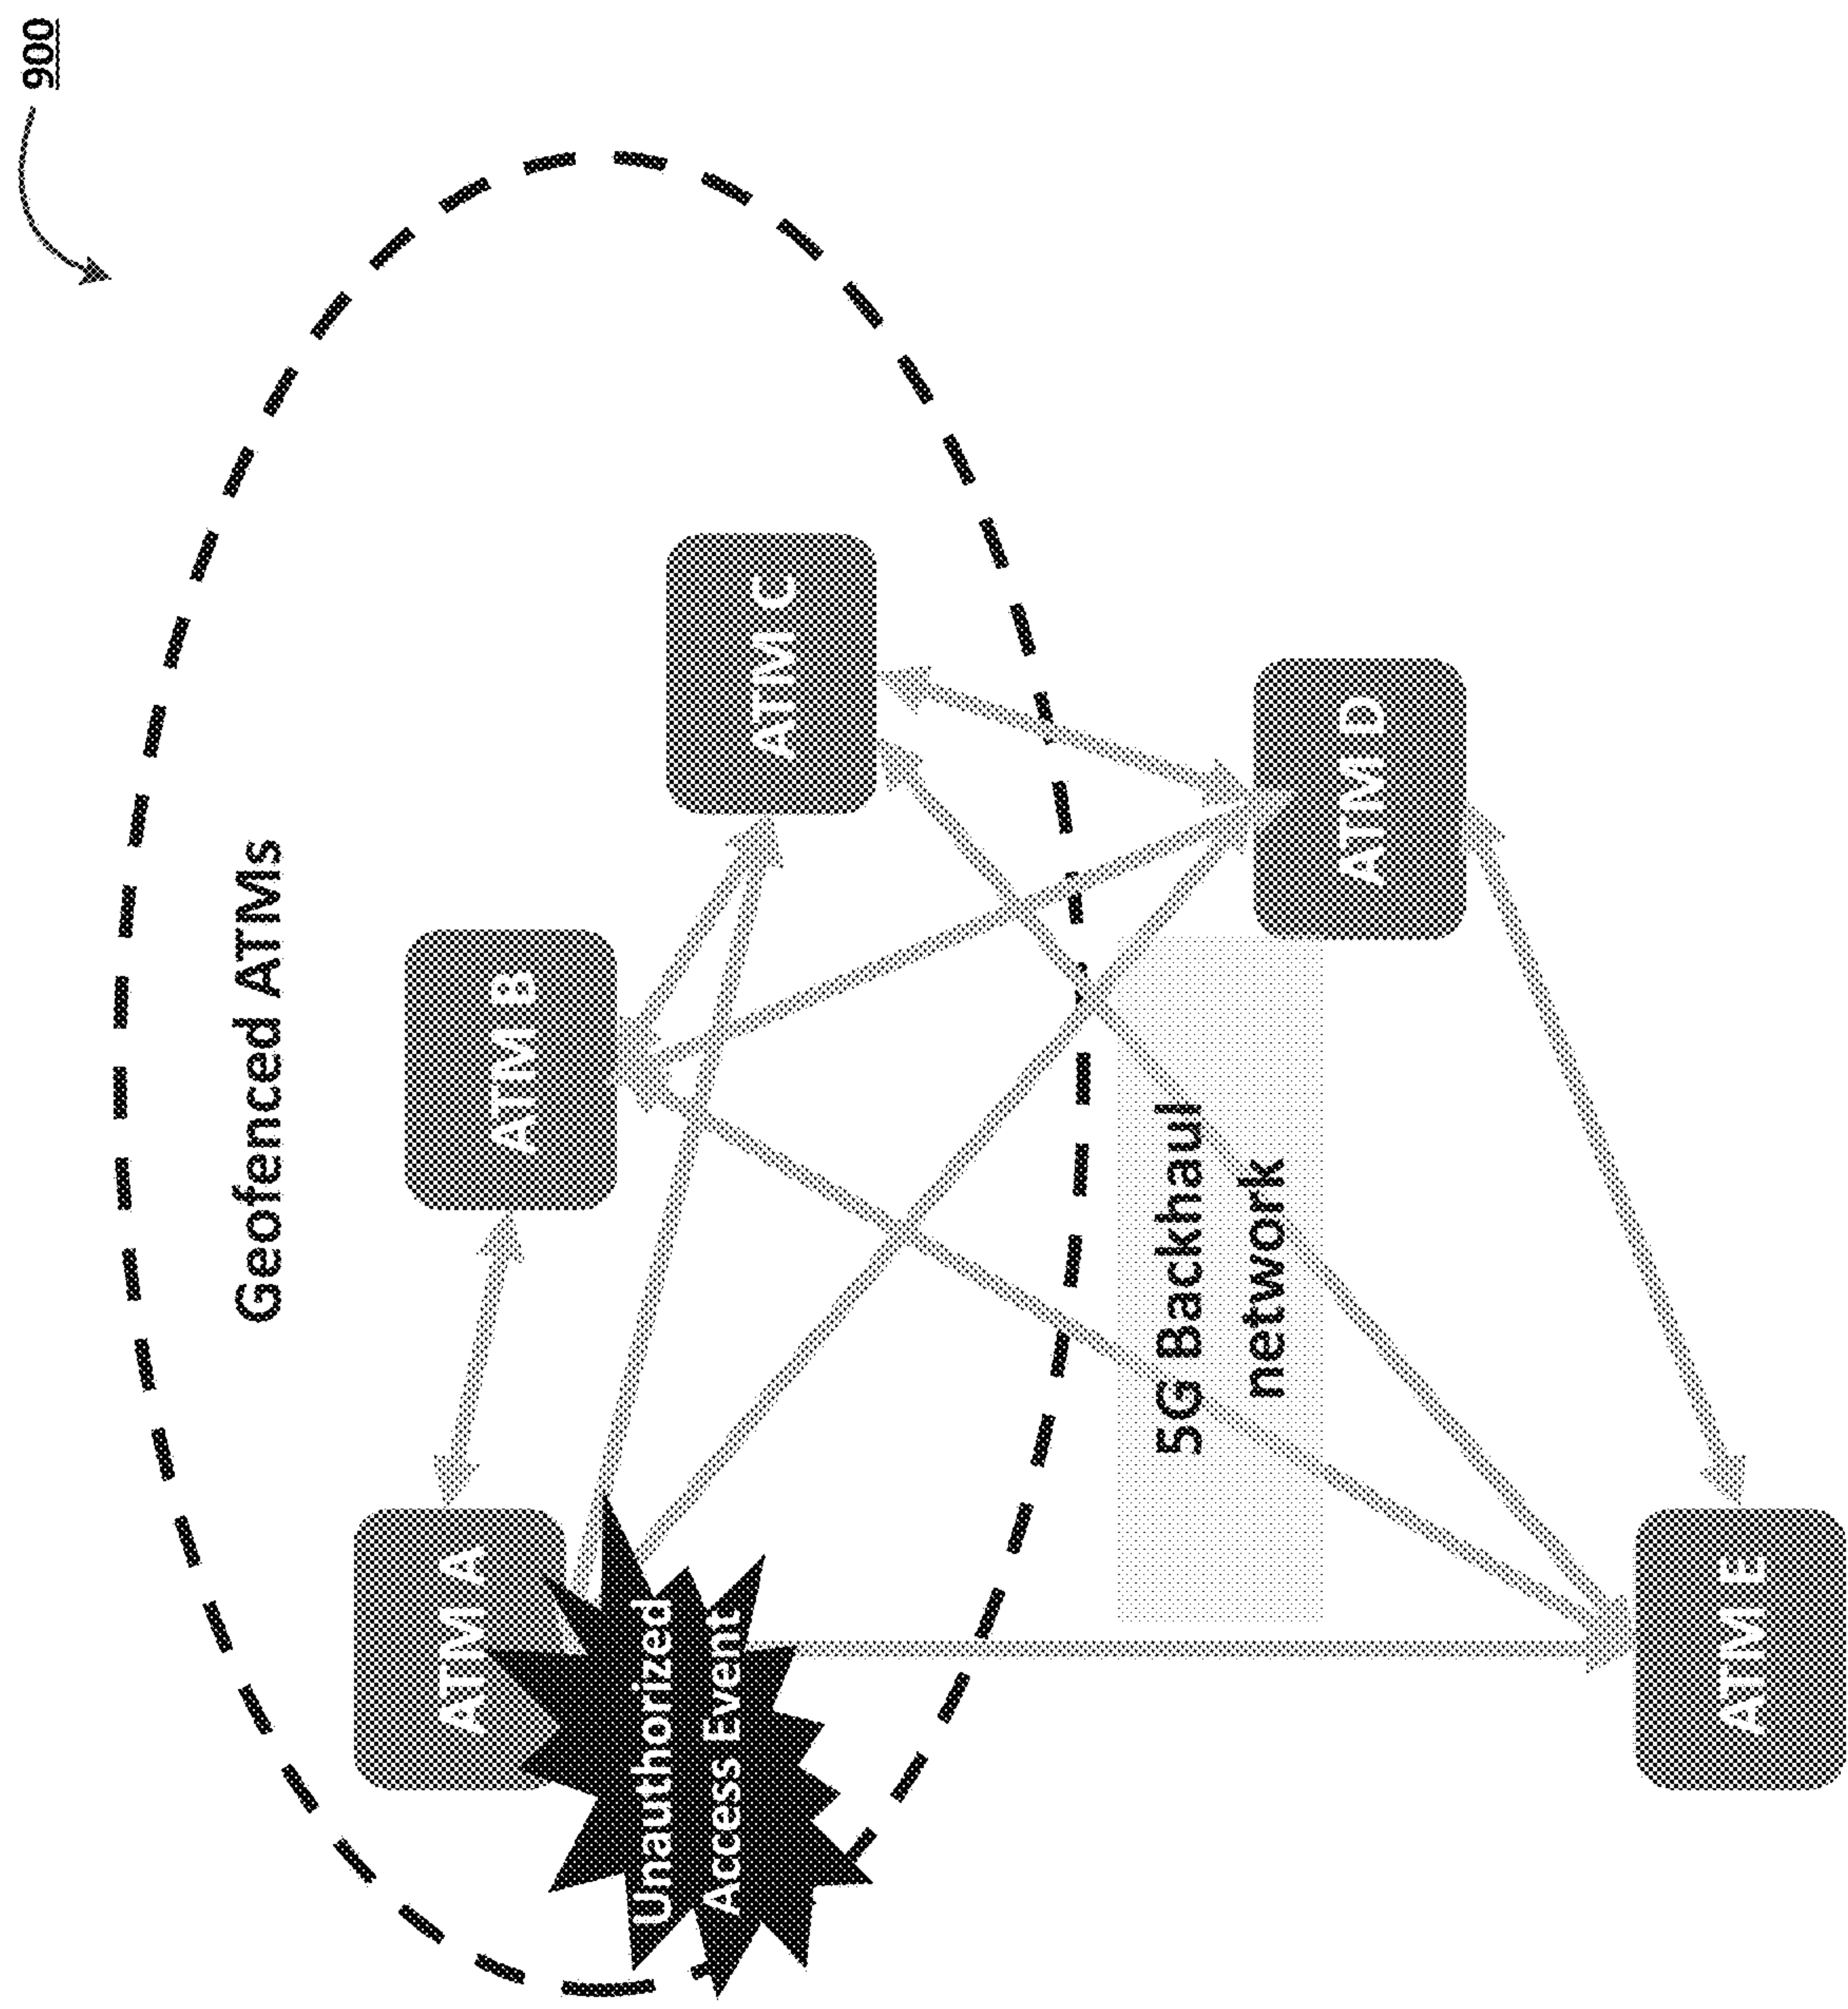 900
Geofenced ATMs
ATM A
ATM B
ATM C
Unauthorized
Access Event
5G Backhaul
network
ATM D
ATM E